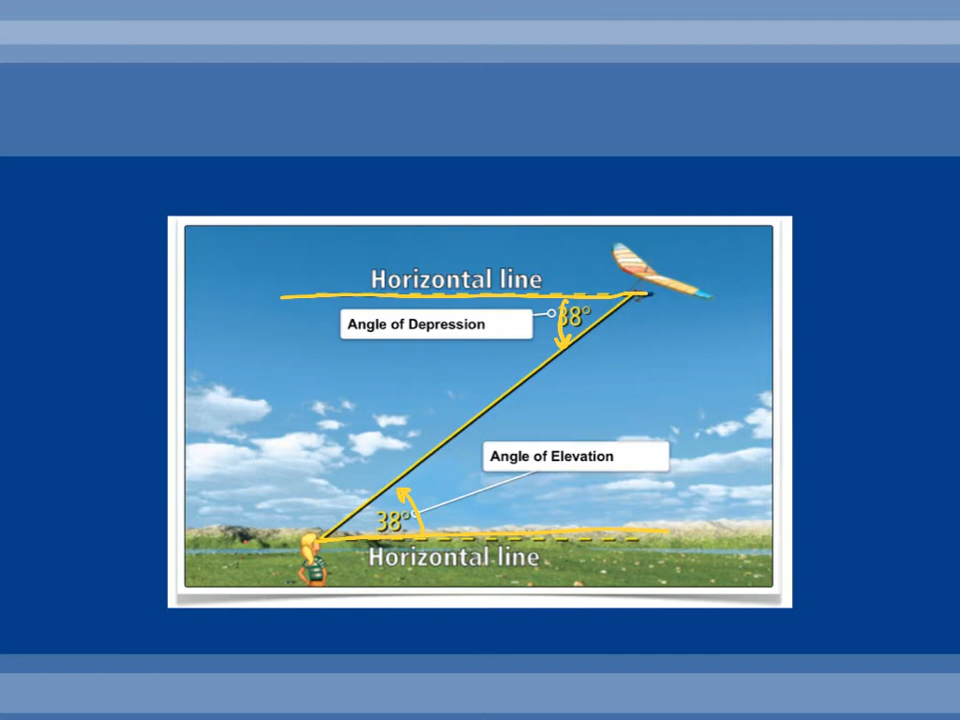 Horizontal line
38°
Angle of Depression
Angle of Elevation
38°
Horizontal line